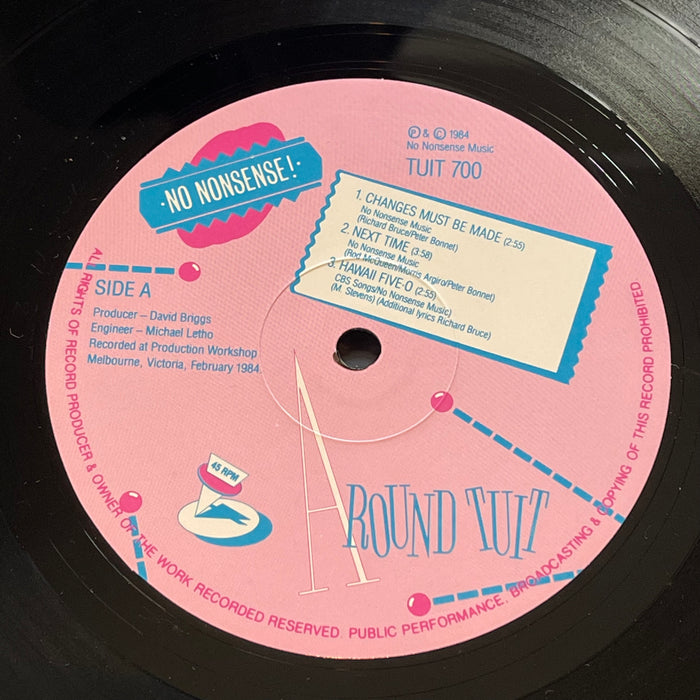 ℗ & © 1984
No Nonsense Music
TUIT 700
·NO NONSENSE!·
1. CHANGES MUST BE MADE (2:55)
No Nonsense Music
(Richard Bruce/Peter Bonnet)
2. NEXT TIME (3:58)
No Nonsense Music
(Rod McQueen/Morris Argiro/Peter Bonnet)
3. HAWAII FIVE-O (2:55)
CBS Songs/No Nonsense Music)
(M. Stevens) (Additional lyrics Richard Bruce)
SIDE A
Producer – David Briggs
Engineer – Michael Letho
Recorded at Production Workshop
Melbourne, Victoria, February 1984.
45 RPM
A ROUND TUIT
ALL RIGHTS OF RECORD PRODUCER & OWNER OF THE WORK RECORDED RESERVED. PUBLIC PERFORMANCE, BROADCASTING & COPYING OF THIS RECORD PROHIBITED